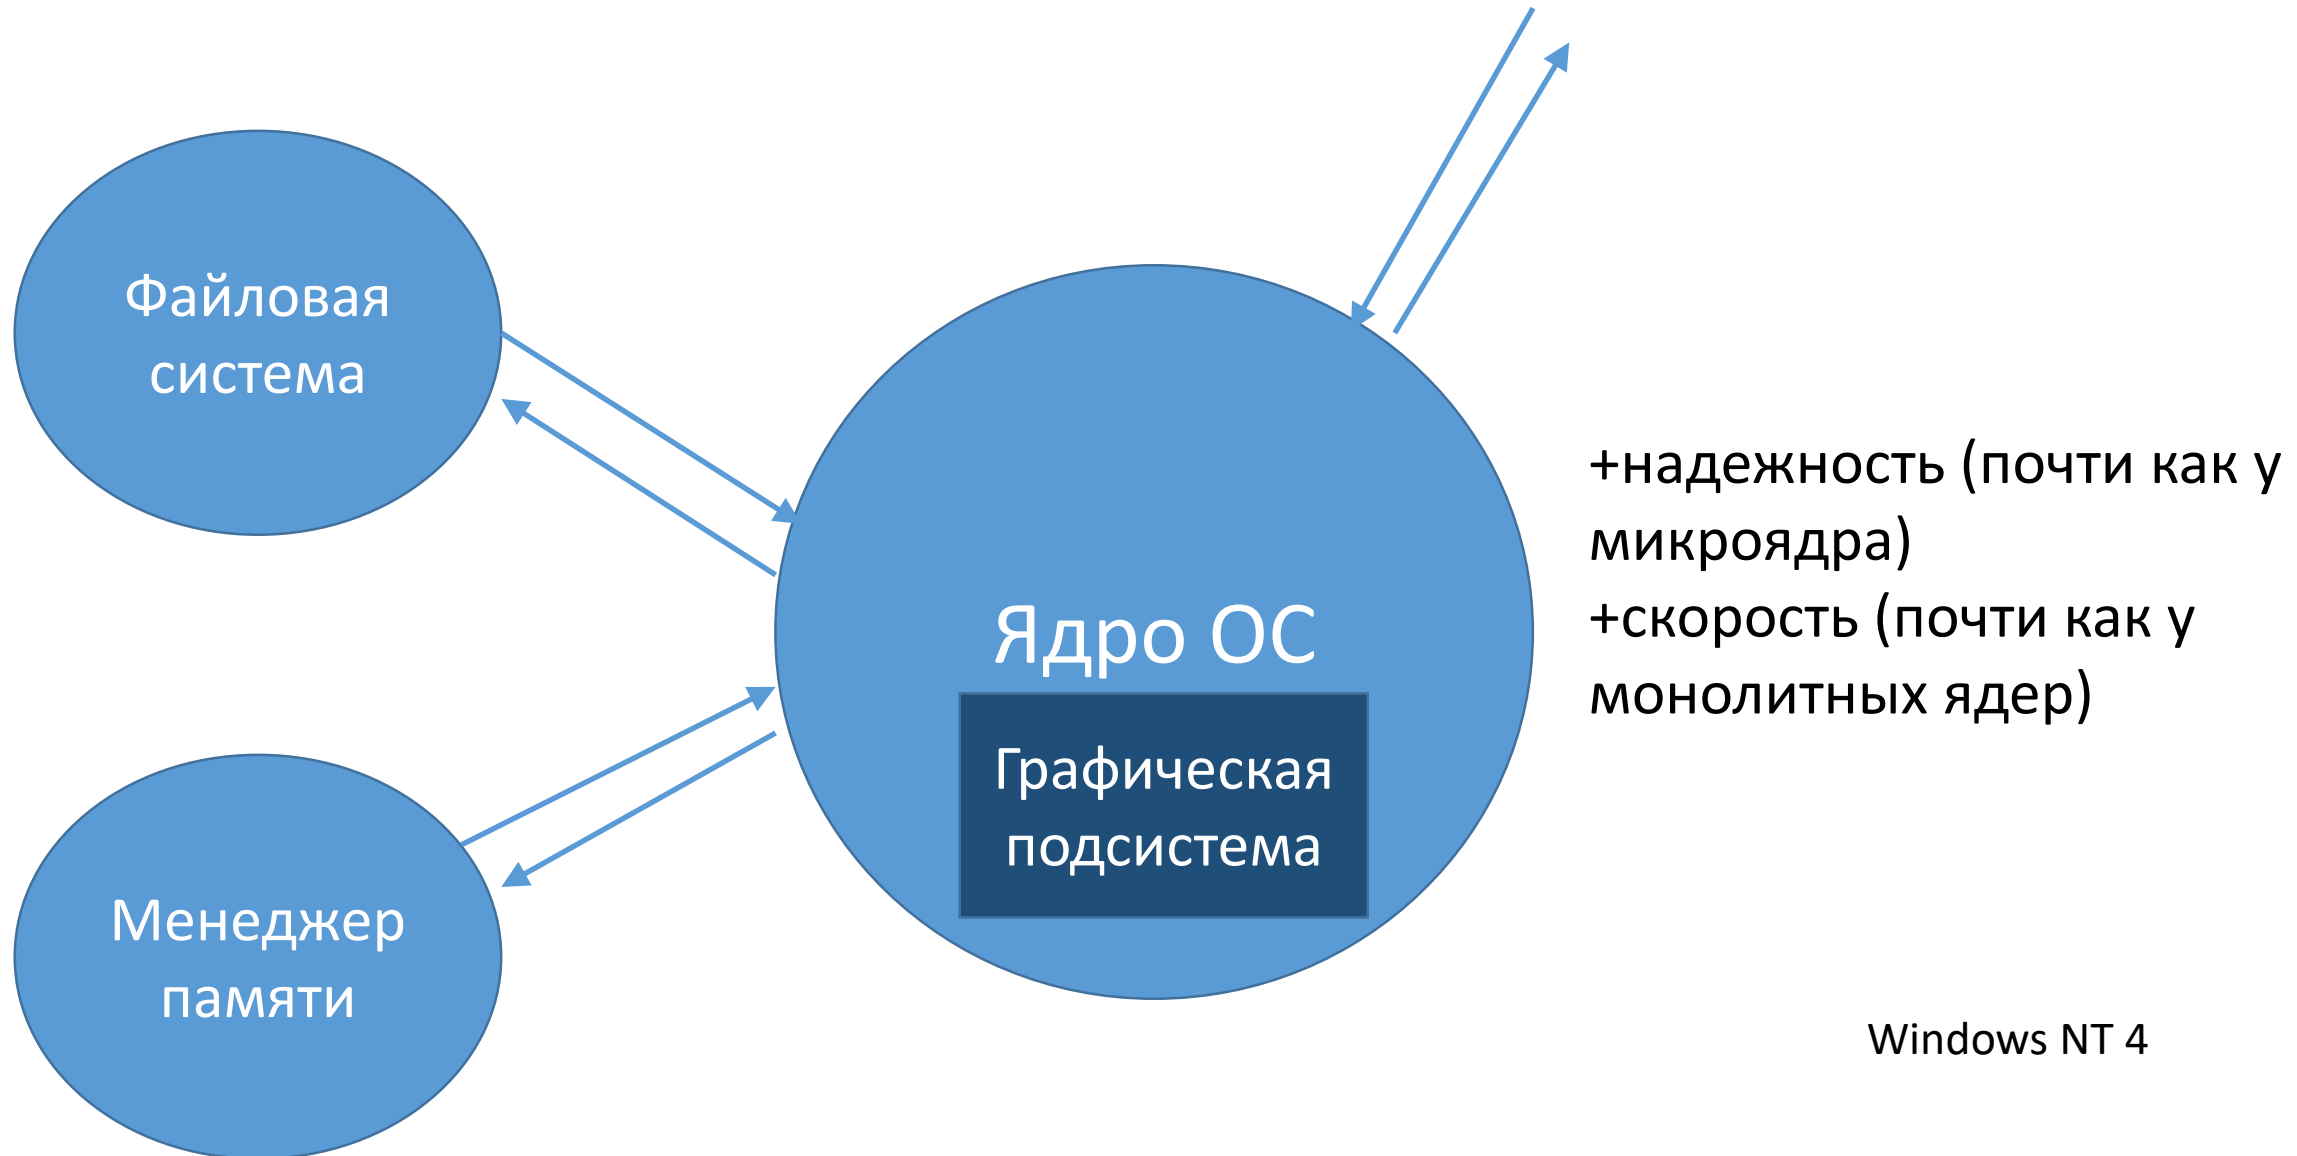 Файловая
система
Ядро ОС
Графическая
подсистема
Менеджер
памяти
+надежность (почти как у
микроядра)
+скорость (почти как у
монолитных ядер)
Windows NT 4